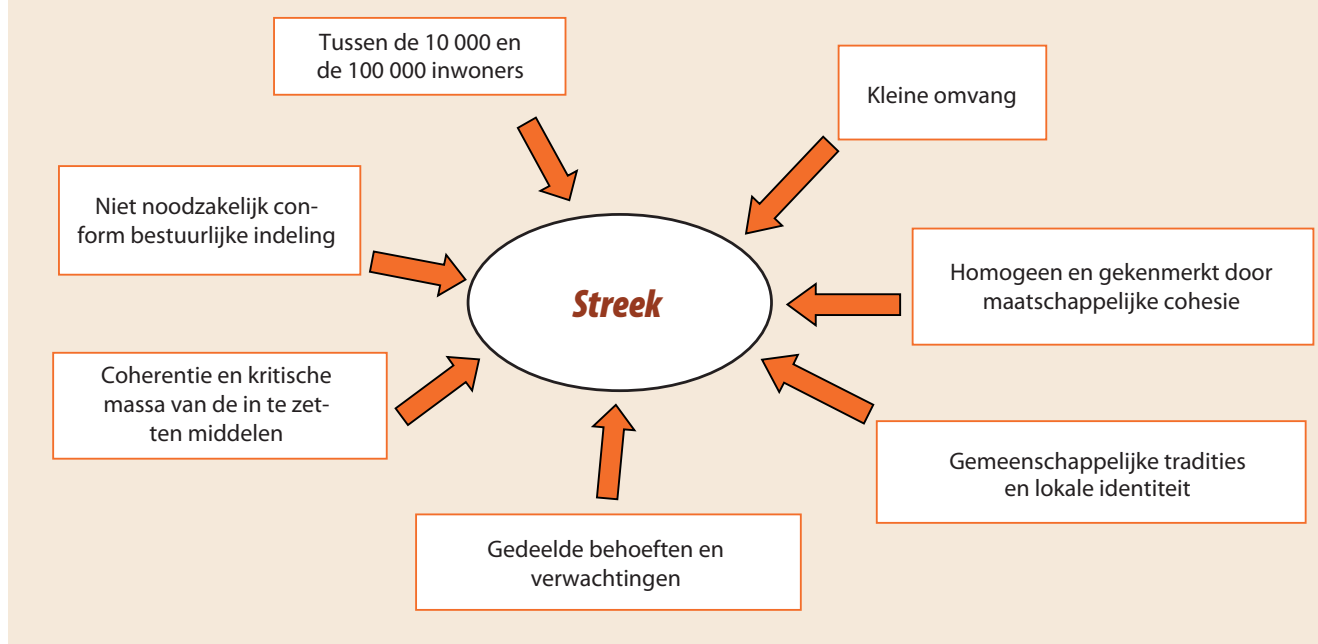 Tussen de 10 000 en
de 100 000 inwoners
Kleine omvang
Niet noodzakelijk con-
form bestuurlijke indeling
Streek
Homogeen en gekenmerkt door
maatschappelijke cohesie
Coherentie en kritische
massa van de in te zet-
ten middelen
Gemeenschappelijke tradities
en lokale identiteit
Gedeelde behoeften en
verwachtingen